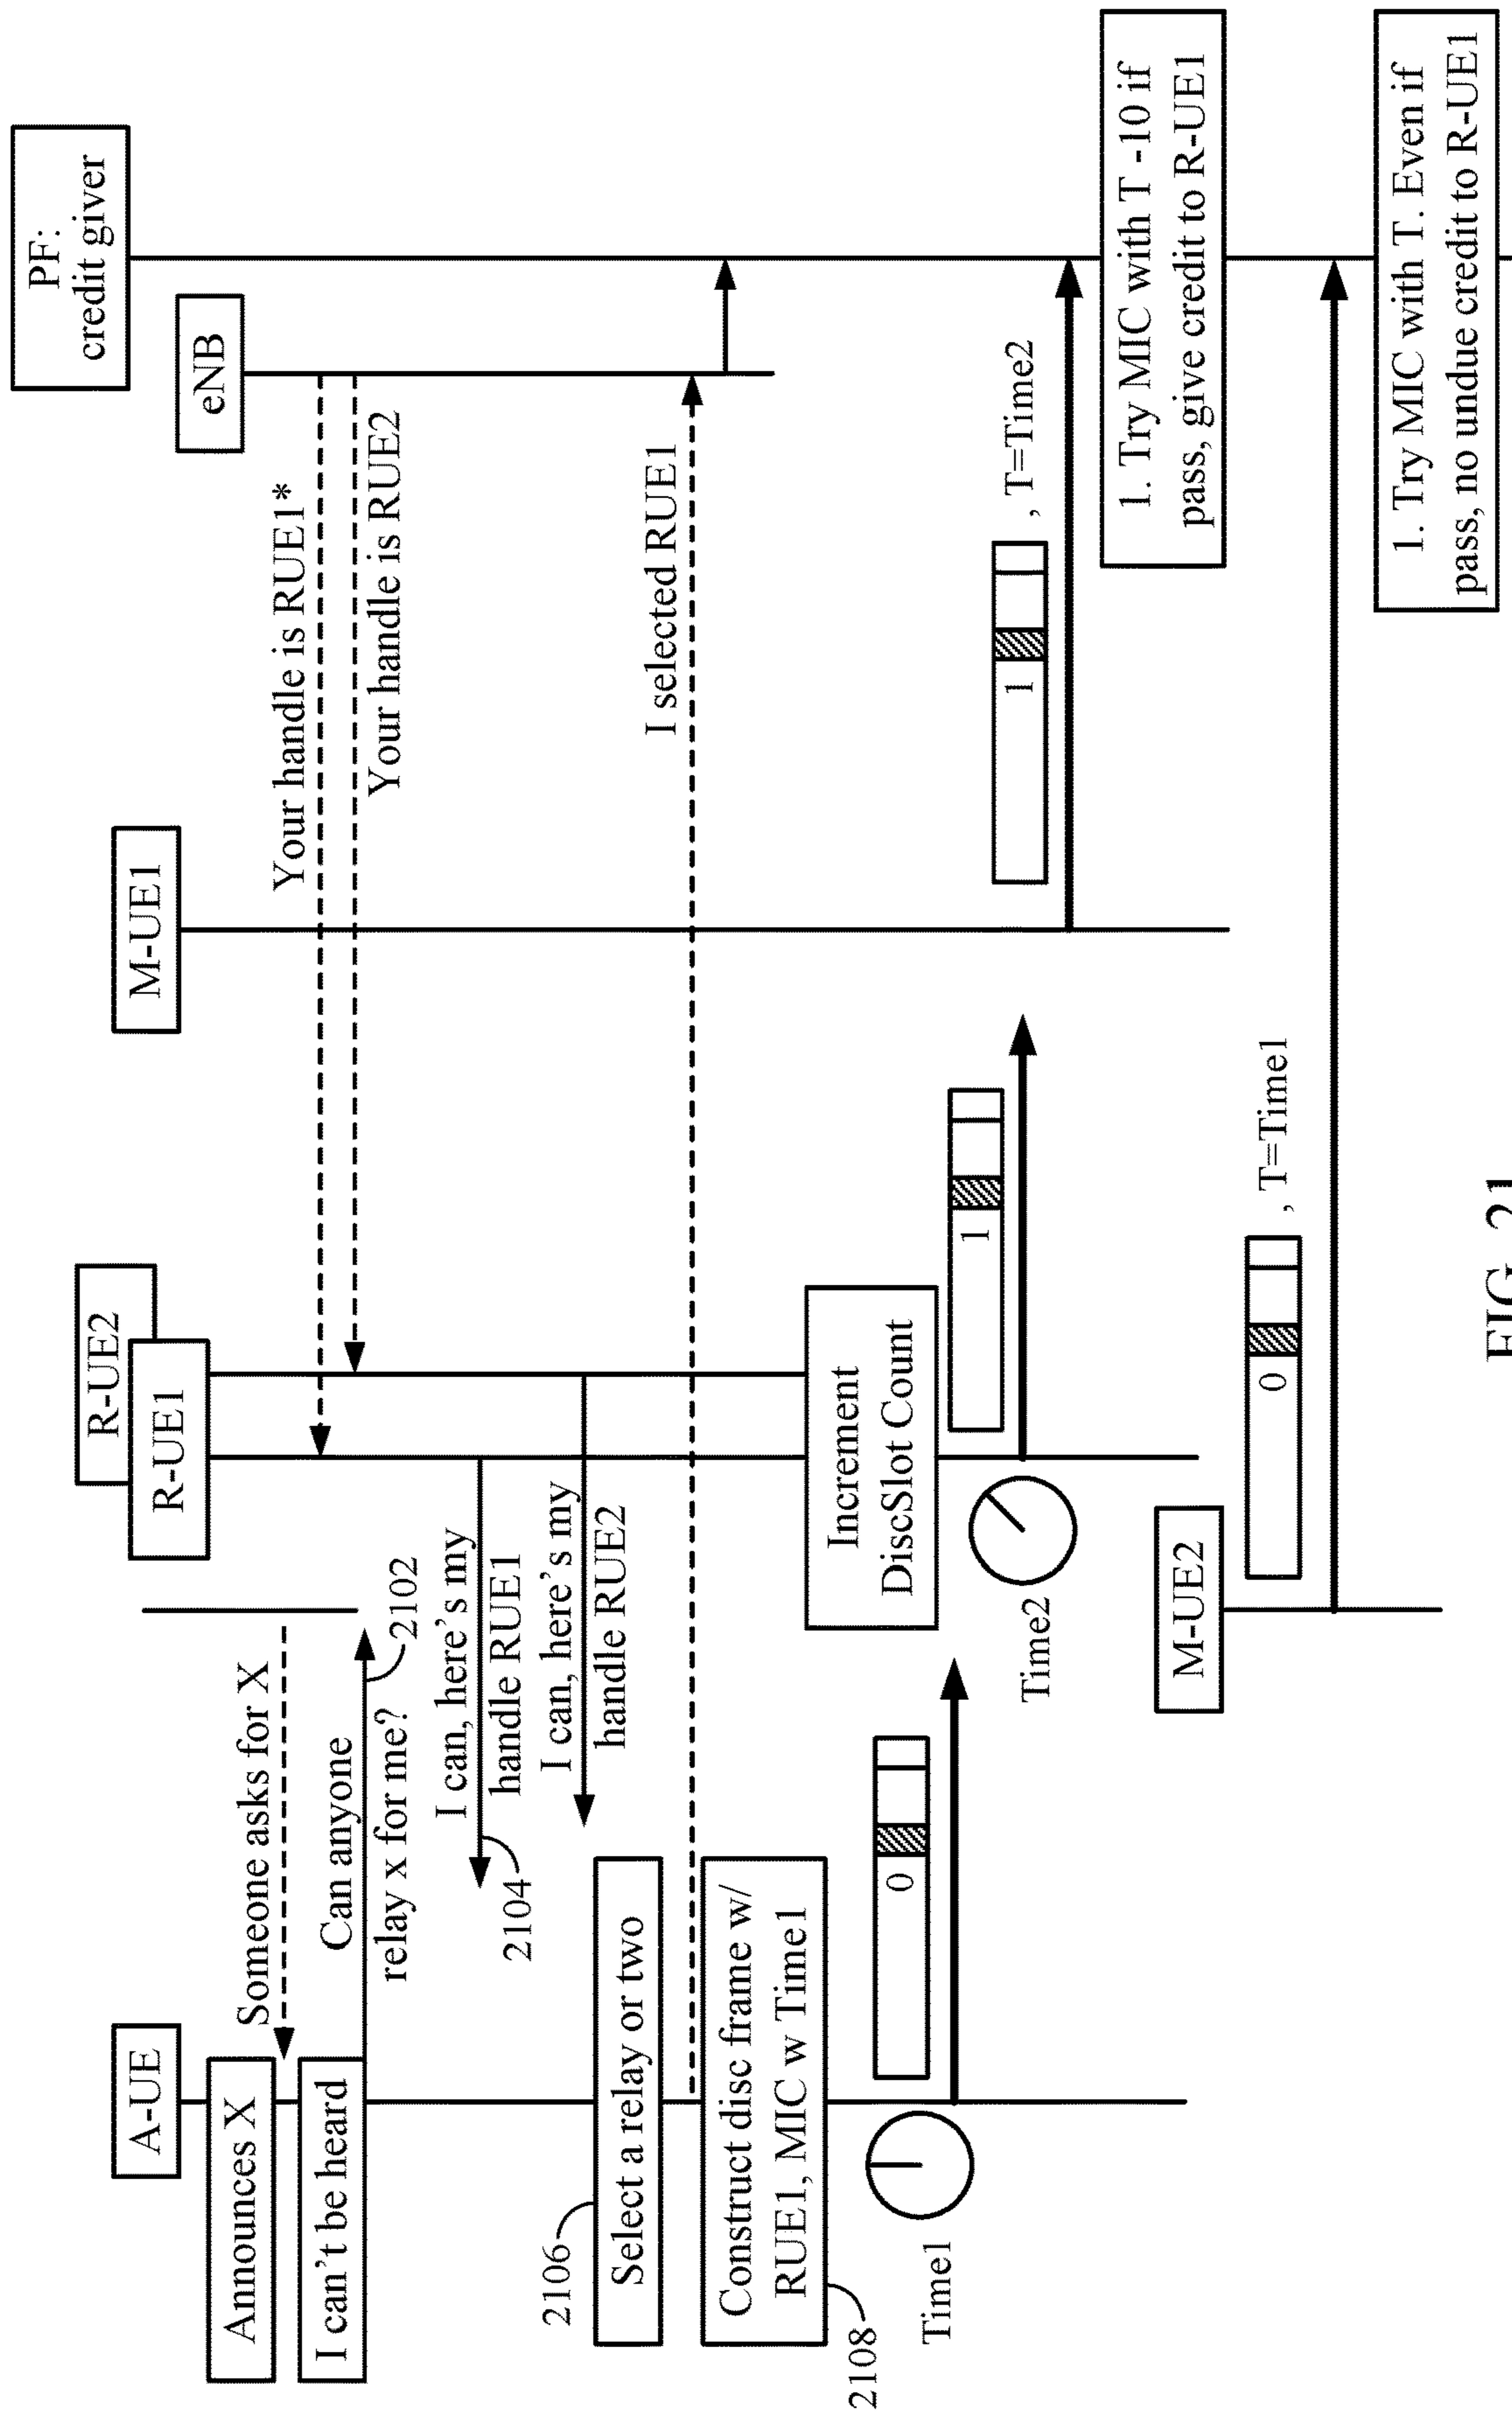 PF:
credit giver
eNB
M-UE1
R-UE2
R-UE1
A-UE
Announces X
Someone asks for X
I can't be heard
Can anyone
relay x for me?
2102
Your handle is RUE1*
Your handle is RUE2
I can, here's my
handle RUE1
2104
I can, here's my
handle RUE2
2106
Select a relay or two
I selected RUE1
Construct disc frame w/
RUE1, MIC w Time1
2108
Increment
DiscSlot Count
Time1
0
Time2
1
1
, T=Time2
1. Try MIC with T -10 if
pass, give credit to R-UE1
M-UE2
0
, T=Time1
1. Try MIC with T. Even if
pass, no undue credit to R-UE1
FIG. 21